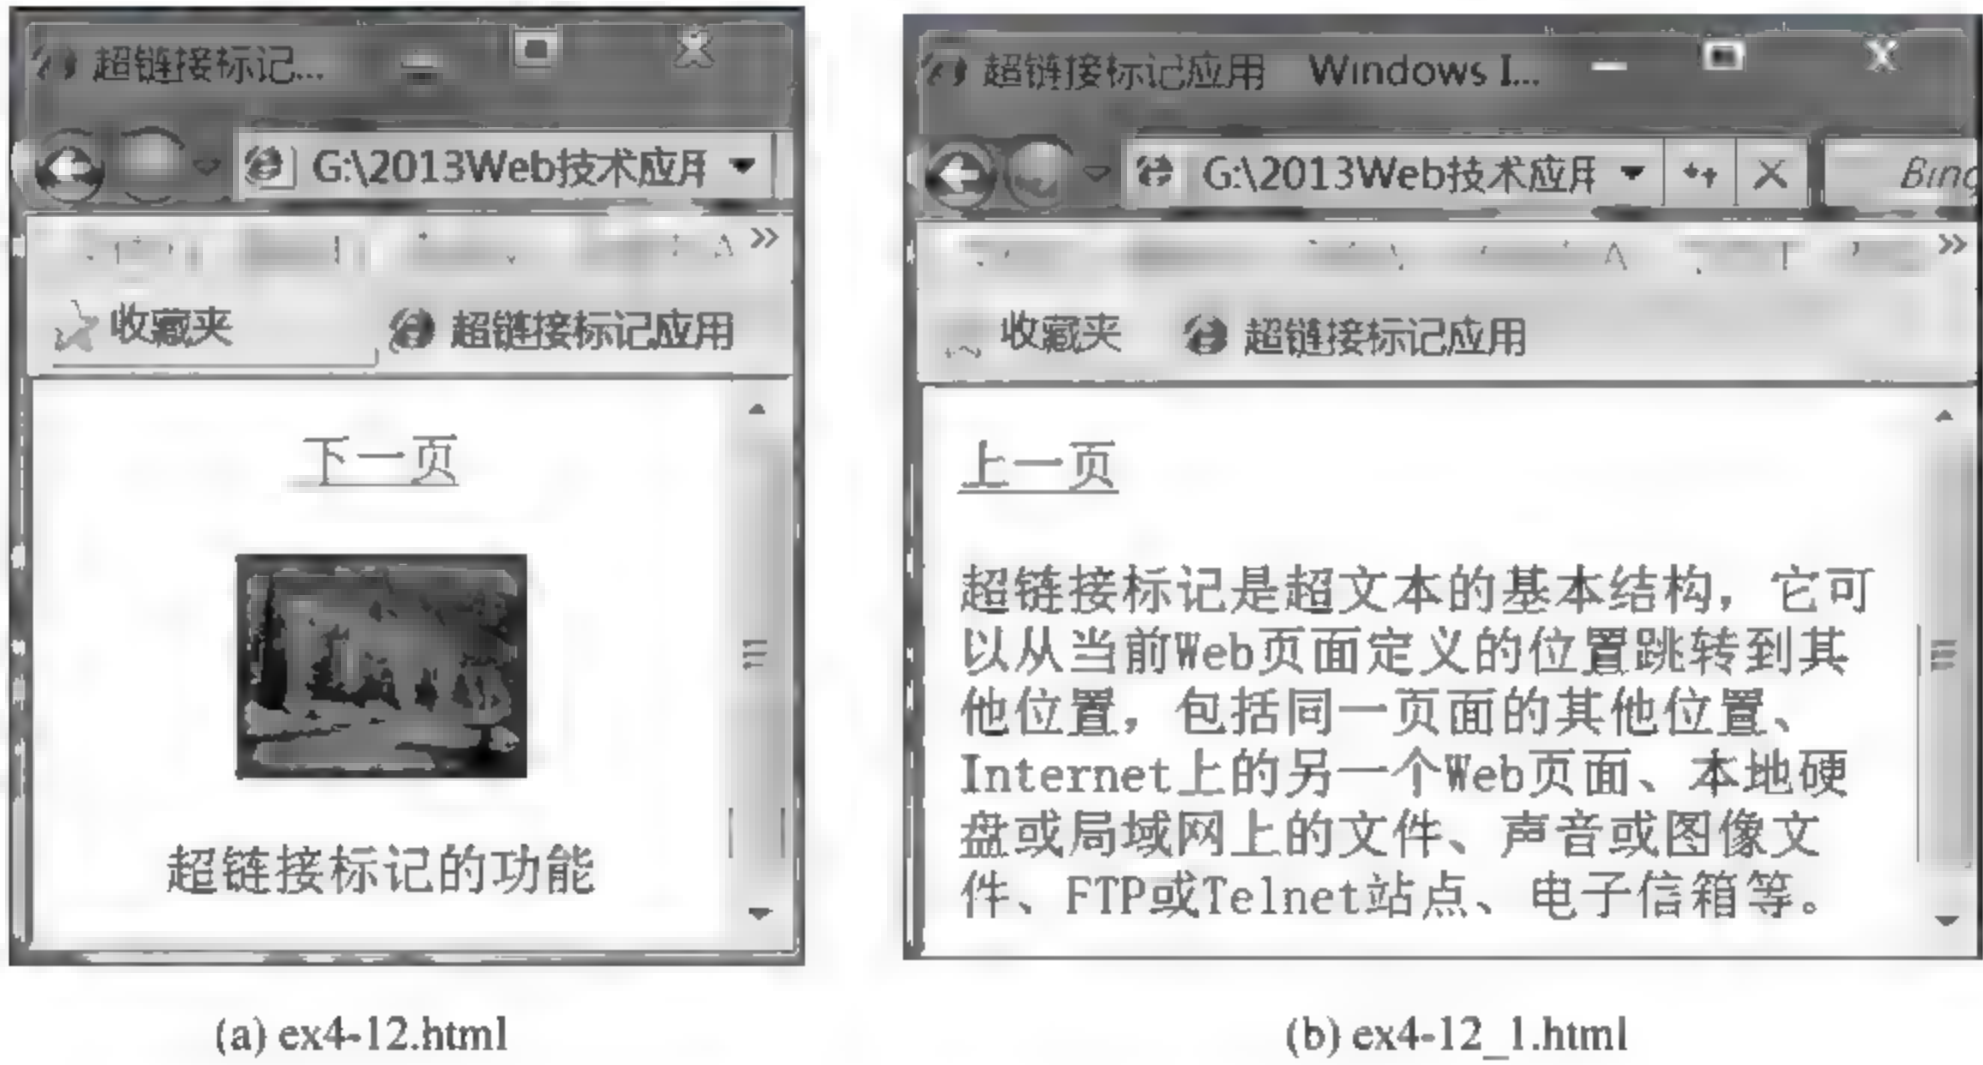 超链接标记...
G:\2013Web技术应用
收藏夹 超链接标记应用
下一页
超链接标记的功能
(a) ex4-12.html
超链接标记应用 Windows I...
G:\2013Web技术应用
Bing
收藏夹 超链接标记应用
上一页
超链接标记是超文本的基本结构，它可
以从当前Web页面定义的位置跳转到其
他位置，包括同一页面的其他位置、
Internet上的另一个Web页面、本地硬
盘或局域网上的文件、声音或图像文
件、FTP或Telnet站点、电子信箱等。
(b) ex4-12_1.html